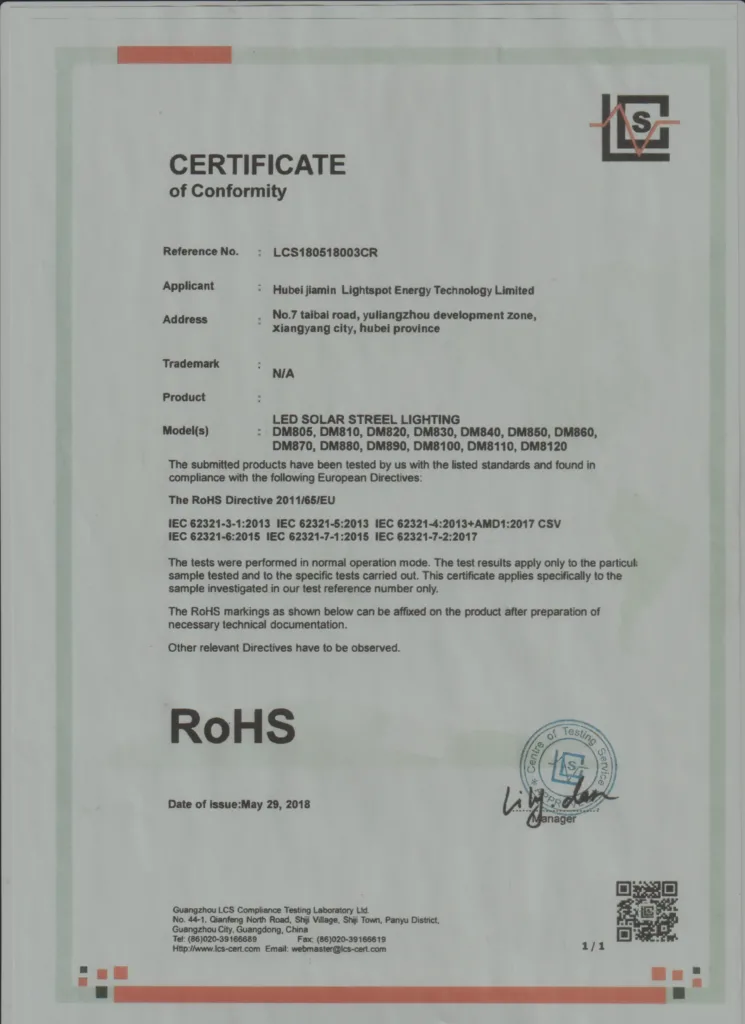 LCS
CERTIFICATE
of Conformity
Reference No. : LCS180518003CR
Applicant : Hubei jiamin Lightspot Energy Technology Limited
Address : No.7 taibai road, yuliangzhou development zone,
xiangyang city, hubei province
Trademark :
N/A
Product :
LED SOLAR STREEL LIGHTING
Model(s) : DM805, DM810, DM820, DM830, DM840, DM850, DM860,
DM870, DM880, DM890, DM8100, DM8110, DM8120
The submitted products have been tested by us with the listed standards and found in
compliance with the following European Directives:
The RoHS Directive 2011/65/EU
IEC 62321-3-1:2013 IEC 62321-5:2013 IEC 62321-4:2013+AMD1:2017 CSV
IEC 62321-6:2015 IEC 62321-7-1:2015 IEC 62321-7-2:2017
The tests were performed in normal operation mode. The test results apply only to the particul
sample tested and to the specific tests carried out. This certificate applies specifically to the
sample investigated in our test reference number only.
The RoHS markings as shown below can be affixed on the product after preparation of
necessary technical documentation.
Other relevant Directives have to be observed.
RoHS
Centre of Testing Service
Date of issue:May 29, 2018
Manager
Guangzhou LCS Compliance Testing Laboratory Ltd.
No. 44-1, Qianfeng North Road, Shiji Village, Shiji Town, Panyu District,
Guangzhou City, Guangdong, China
Tel: (86)020-39166689 Fax: (86)020-39166619
Http://www.lcs-cert.com Email: webmaster@lcs-cert.com
1 / 1